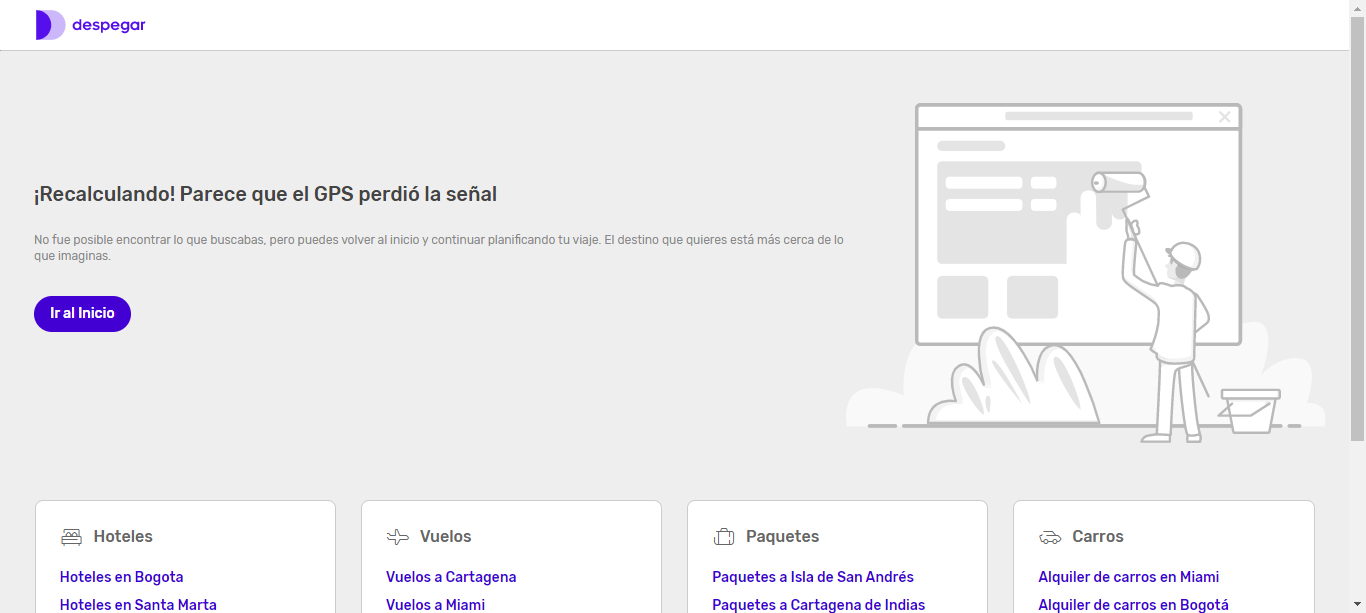 despegar
¡Recalculando! Parece que el GPS perdió la señal
No fue posible encontrar lo que buscabas, pero puedes volver al inicio y continuar planificando tu viaje. El destino que quieres está más cerca de lo
que imaginas.
Ir al Inicio
Hoteles
Hoteles en Bogota
Hoteles en Santa Marta
Vuelos
Vuelos a Cartagena
Vuelos a Miami
Paquetes
Paquetes a Isla de San Andrés
Paquetes a Cartagena de Indias
Carros
Alquiler de carros en Miami
Alquiler de carros en Bogotá